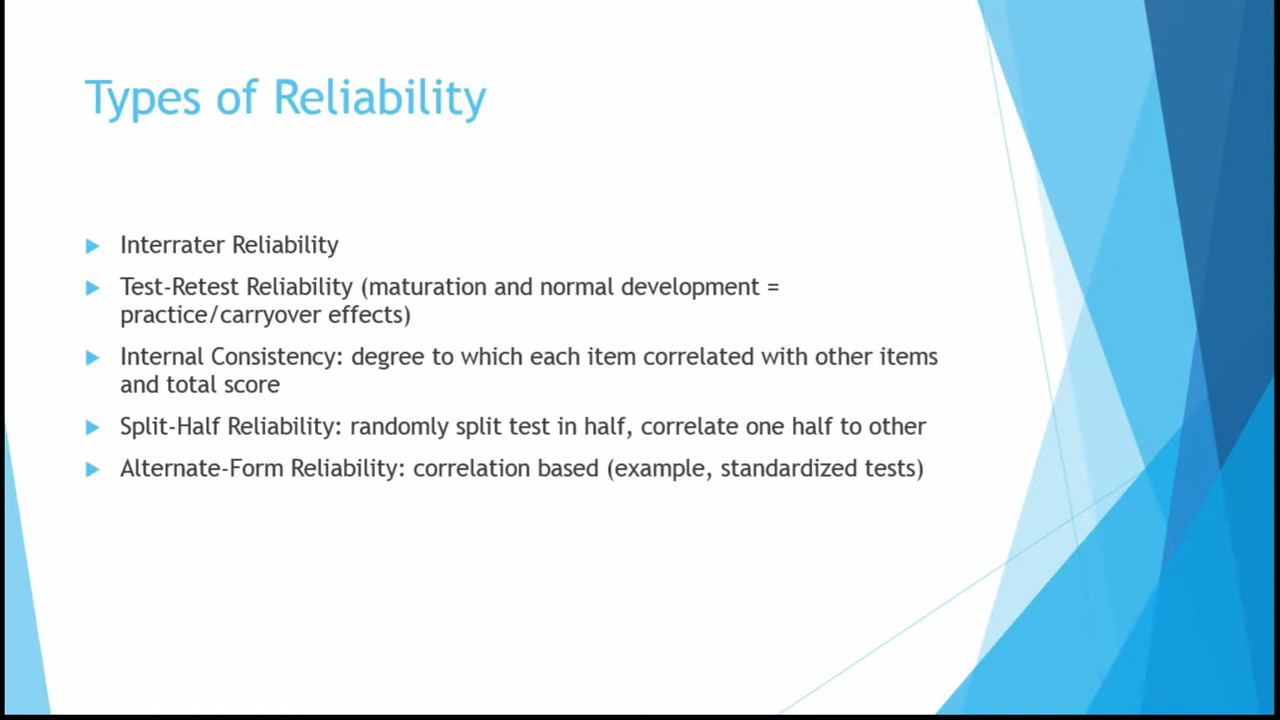 Types of Reliability
Interrater Reliability
Test-Retest Reliability (maturation and normal development =
practice/carryover effects)
Internal Consistency: degree to which each item correlated with other items
and total score
Split-Half Reliability: randomly split test in half, correlate one half to other
Alternate-Form Reliability: correlation based (example, standardized tests)